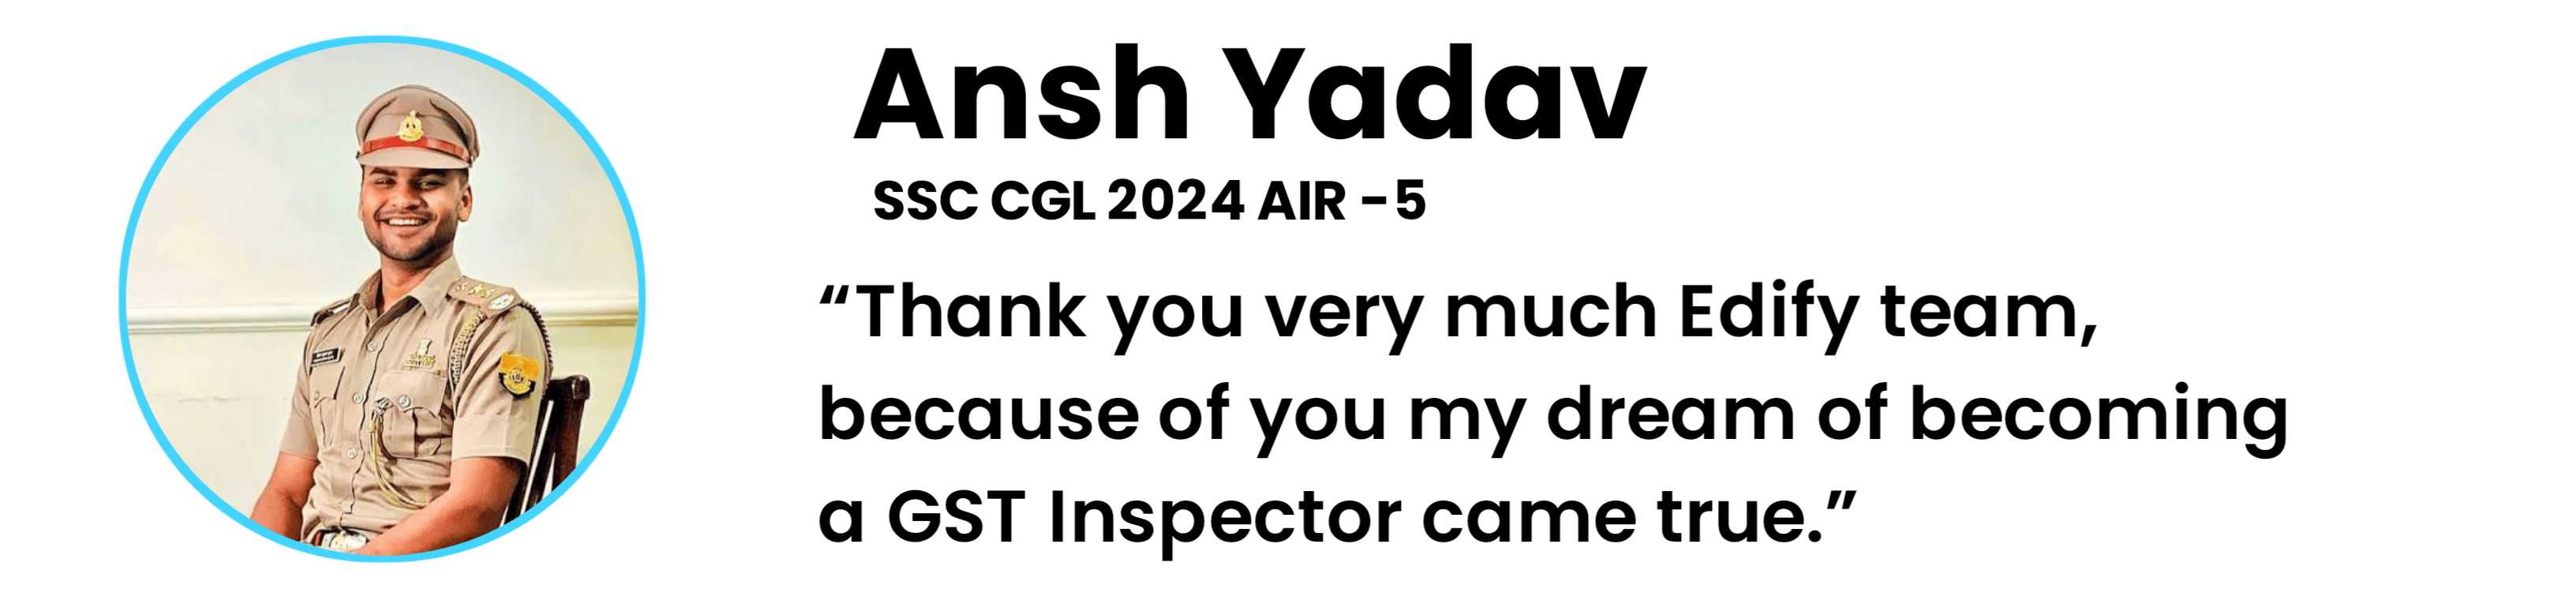 Ansh Yadav
SSC CGL 2024 AIR -5
“Thank you very much Edify team,
because of you my dream of becoming
a GST Inspector came true.”